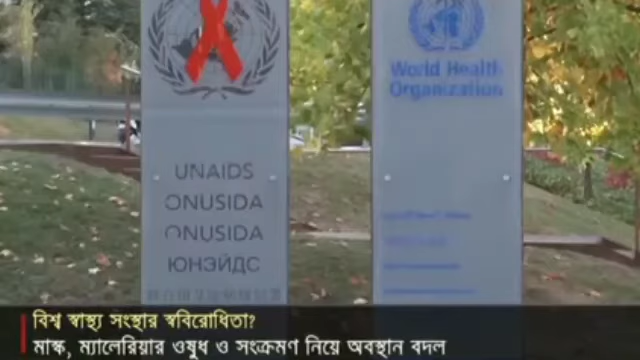 UNAIDS
ONUSIDA
ONUSIDA
ЮНЭЙДС
World Health
Organization
বিশ্ব স্বাস্থ্য সংস্থার স্ববিরোধিতা?
মাস্ক, ম্যালেরিয়ার ওষুধ ও সংক্রমণ নিয়ে অবস্থান বদল